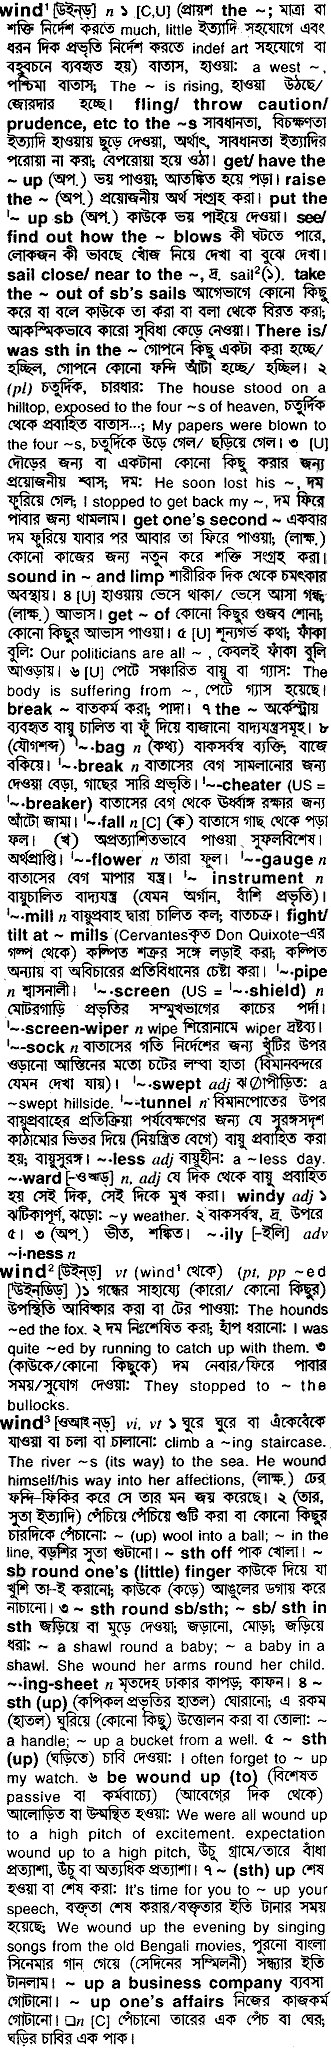 wind¹ [উইন্ড্] n ১ [C,U] (প্রায়শ the ~; মাত্রা বা
শক্তি নির্দেশ করতে much, little ইত্যাদি সহযোগে এবং
ধরন দিক প্রভৃতি নির্দেশ করতে indef art সহযোগে বা
বহুবচনে ব্যবহৃত হয়) বাতাস, হাওয়া: a west ~,
পশ্চিমা বাতাস; The ~ is rising, হাওয়া উঠছে/
জোরদার হচ্ছে। fling/ throw caution/
prudence, etc to the ~s সাবধানতা, বিচক্ষণতা
ইত্যাদি হাওয়ায় ছুড়ে দেওয়া, অর্থাৎ, সাবধানতা ইত্যাদির
পরোয়া না করা; বেপরোয়া হয়ে ওঠা। get/ have the
~ up (অপ.) ভয় পাওয়া; আতঙ্কিত হয়ে পড়া। raise
the ~ (অপ.) প্রয়োজনীয় অর্থ সংগ্রহ করা। put the
'~ up sb (অপ.) কাউকে ভয় পাইয়ে দেওয়া। see/
find out how the ~ blows কী ঘটতে পারে,
লোকজন কী ভাবছে খোঁজ নিয়ে দেখা বা বুঝে দেখা।
sail close/ near to the ~, দ্র. sail²(১). take
the ~ out of sb's sails আগেভাগে কোনো কিছু
করে বা বলে কাউকে তা করা বা বলা থেকে বিরত করা;
আকস্মিকভাবে কারো সুবিধা কেড়ে নেওয়া। There is/
was sth in the ~ গোপনে কিছু একটা করা হচ্ছে/
হচ্ছিল, গোপনে কোনো ফন্দি আঁটা হচ্ছে/ হচ্ছিল। ২
(pl) চতুর্দিক, চারধার: The house stood on a
hilltop, exposed to the four ~s of heaven, চতুর্দিক
থেকে প্রবাহিত বাতাস...; My papers were blown to
the four ~s, চতুর্দিকে উড়ে গেল/ ছড়িয়ে গেল। ৩ [U]
দৌড়ের জন্য বা একটানা কোনো কিছু করার জন্য
প্রয়োজনীয় শ্বাস; দম: He soon lost his ~, দম
ফুরিয়ে গেল; I stopped to get back my ~, দম ফিরে
পাবার জন্য থামলাম। get one's second ~ একবার
দম ফুরিয়ে যাবার পর আবার তা ফিরে পাওয়া; (লাক্ষ.)
কোনো কাজের জন্য নতুন করে শক্তি সংগ্রহ করা।
sound in ~ and limp শারীরিক দিক থেকে চমৎকার
অবস্থায়। ৪ [U] হাওয়ায় ভেসে থাকা/ ভেসে আসা গন্ধ;
(লাক্ষ.) আভাস। get ~ of কোনো কিছুর গুজব শোনা;
কোনো কিছুর আভাস পাওয়া। ৫ [U] শূন্যগর্ভ কথা; ফাঁকা
বুলি: Our politicians are all ~, কেবলই ফাঁকা বুলি
আওড়ায়। ৬ [U] পেটে সঞ্চারিত বায়ু বা গ্যাস: The
body is suffering from ~, পেটে গ্যাস হয়েছে।
break ~ বাতকর্ম করা; পাদা। ৭ the ~ অর্কেস্ট্রায়
ব্যবহৃত বায়ু চালিত বা ফুঁ দিয়ে বাজানো বাদ্যযন্ত্রসমূহ। ৮
(যৌগশব্দ) '~·bag n (কথ্য) বাকসর্বস্ব ব্যক্তি, বাজে
বকিয়ে। '~·break n বাতাসের বেগ সামলানোর জন্য
দেওয়া বেড়া, গাছের সারি প্রভৃতি। '~-cheater (US =
'~·breaker) বাতাসের বেগ থেকে ঊর্ধ্বাঙ্গ রক্ষার জন্য
আঁটো জামা। '~·fall n [C] (ক) বাতাসে গাছ থেকে পড়া
ফল। (খ) অপ্রত্যাশিতভাবে পাওয়া সুফলবিশেষ।
অর্থপ্রাপ্তি। '~-flower n তারা ফুল। '~-gauge n
বাতাসের বেগ মাপার যন্ত্র। '~ instrument n
বায়ুচালিত বাদ্যযন্ত্র (যেমন অর্গান, বাঁশি প্রভৃতি)।
'~·mill n বায়ুপ্রবাহ দ্বারা চালিত কল; বাতচক্র। fight/
tilt at ~ mills (Cervantesকৃত Don Quixote-এর
গল্প থেকে) কল্পিত শত্রুর সঙ্গে লড়াই করা; কল্পিত
অন্যায় বা অবিচারের প্রতিবিধানের চেষ্টা করা। '~·pipe
n শ্বাসনালী। '~·screen (US = '~·shield) n
মোটরগাড়ি প্রভৃতির সম্মুখভাগের কাচের পর্দা।
'~-screen-wiper n wipe শিরোনামে wiper দ্রষ্টব্য।
'~-sock n বাতাসের গতি নির্দেশের জন্য খুঁটির উপর
ওড়ানো আস্তিনের মতো চটের লম্বা হাতা (বিমানবন্দরে
যেমন দেখা যায়)। '~·swept adj ঝড়পীড়িত: a
~swept hillside. '~-tunnel n বিমানপোতের উপর
বায়ুপ্রবাহের প্রতিক্রিয়া পর্যবেক্ষণের জন্য যে সুরঙ্গসদৃশ
কাঠামোর ভিতর দিয়ে (নিয়ন্ত্রিত বেগে) বায়ু প্রবাহিত করা
হয়; বায়ুসুরঙ্গ। ~-less adj বায়ুহীন: a ~less day.
~·ward [-ওআড্] n, adj যে দিক থেকে বায়ু প্রবাহিত
হয় সেই দিক, সেই দিকে মুখ করা। windy adj ১
ঝটিকাপূর্ণ, ঝড়ো: ~y weather. ২ বাকসর্বস্ব, দ্র. উপরে
৫। ৩ (অপ.) ভীত, শঙ্কিত। ~·ily [-ইলি] adv
~i·ness n
wind² [উইন্ড্] vt (wind¹ থেকে) (pt, pp ~ed
[উইন্ডিড্] )১ গন্ধের সাহায্যে (কারো/ কোনো কিছুর)
উপস্থিতি আবিষ্কার করা বা টের পাওয়া: The hounds
~ed the fox. ২ দম নিঃশেষিত করা; হাঁপ ধরানো: I was
quite ~ed by running to catch up with them. ৩
(কাউকে/কোনো কিছুকে) দম নেবার/ফিরে পাবার
সময়/সুযোগ দেওয়া: They stopped to ~ the
bullocks.
wind³ [ওআইন্ড্] vi, vt ১ ঘুরে ঘুরে বা এঁকেবেঁকে
যাওয়া বা চলা বা চালানো: climb a ~ing staircase.
The river ~s (its way) to the sea. He wound
himself/his way into her affections, (লাক্ষ.) ঢের
ফন্দি-ফিকির করে সে তার মন জয় করেছে। ২ (তার,
সুতা ইত্যাদি) পেঁচিয়ে পেঁচিয়ে গুটি করা বা কোনো কিছুর
চারদিকে পেঁচানো: ~ (up) wool into a ball; ~ in the
line, বড়শির সুতা গুটানো। ~ sth off পাক খোলা। ~
sb round one's (little) finger কাউকে দিয়ে যা
খুশি তা-ই করানো; কাউকে (কড়ে) আঙুলের ডগায় করে
নাচানো। ৩ ~ sth round sb/sth; ~ sb/ sth in
sth জড়িয়ে বা মুড়ে দেওয়া, জড়ানো, মোড়া; জড়িয়ে
ধরা: ~ a shawl round a baby; ~ a baby in a
shawl. She wound her arms round her child.
~·ing-sheet n মৃতদেহ ঢাকার কাপড়; কাফন। ৪ ~
sth (up) (কপিকল প্রভৃতির হাতল) ঘোরানো; এ রকম
(হাতল) ঘুরিয়ে (কোনো কিছু) উত্তোলন করা বা তোলা: ~
a handle; ~ up a bucket from a well. ৫ ~ sth
(up) (ঘড়িতে) চাবি দেওয়া: I often forget to ~ up
my watch. ৬ be wound up (to) (বিশেষত
passive বা কর্মবাচ্যে) (আবেগের দিক থেকে)
আলোড়িত বা উন্মথিত হওয়া: We were all wound up
to a high pitch of excitement. expectation
wound up to a high pitch, উঁচু গ্রামে/তারে বাঁধা
প্রত্যাশা, উঁচু বা অত্যধিক প্রত্যাশা। ৭ ~ (sth) up শেষ
হওয়া বা শেষ করা: It's time for you to ~ up your
speech, বক্তৃতা শেষ করার/বক্তৃতার ইতি টানার সময়
হয়েছে; We wound up the evening by singing
songs from the old Bengali movies, পুরনো বাংলা
সিনেমার গান গেয়ে (সেদিনের সম্মিলনী) সন্ধ্যার ইতি
টানলাম। ~ up a business company ব্যবসা
গোটানো। ~ up one's affairs নিজের কাজকর্ম
গোটানো। □n [C] পেঁচানো তারের এক পেঁচ বা ঘের;
ঘড়ির চাবির এক পাক।